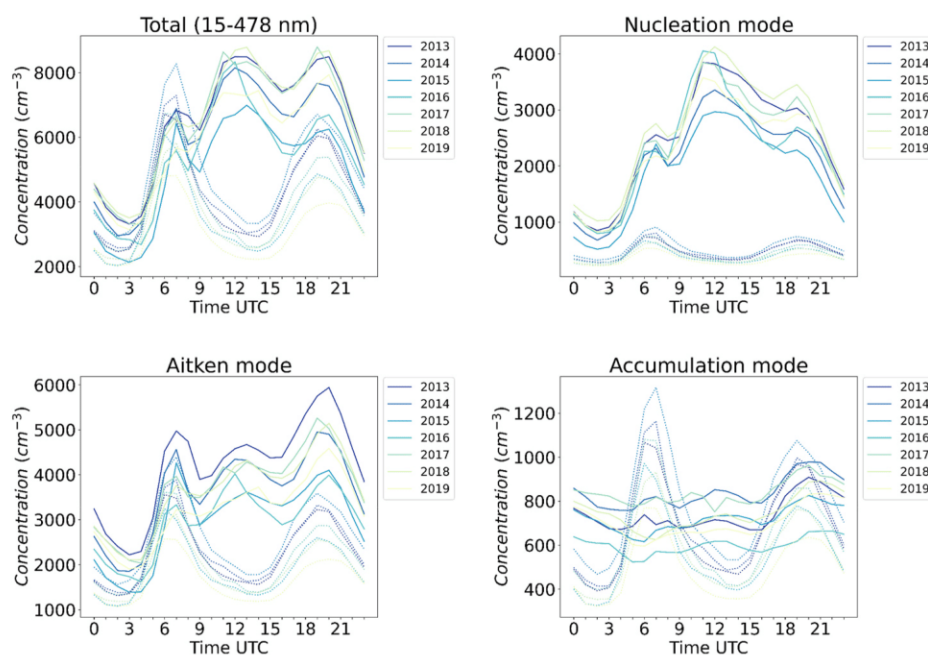 Total (15-478 nm)
Concentration (cm⁻³)
8000
6000
4000
2000
0 3 6 9 12 15 18 21
Time UTC
2013
2014
2015
2016
2017
2018
2019
Nucleation mode
Concentration (cm⁻³)
4000
3000
2000
1000
0 3 6 9 12 15 18 21
Time UTC
2013
2014
2015
2016
2017
2018
2019
Aitken mode
Concentration (cm⁻³)
6000
5000
4000
3000
2000
1000
0 3 6 9 12 15 18 21
Time UTC
2013
2014
2015
2016
2017
2018
2019
Accumulation mode
Concentration (cm⁻³)
1200
1000
800
600
400
0 3 6 9 12 15 18 21
Time UTC
2013
2014
2015
2016
2017
2018
2019